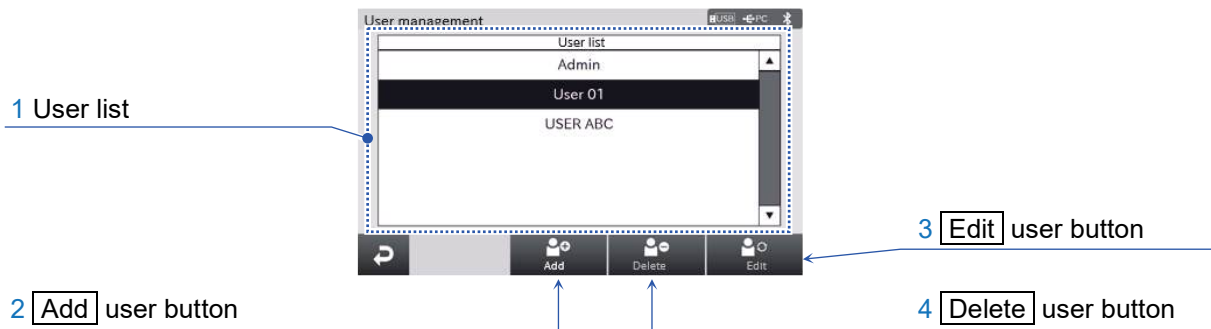 User management
USB PC
User list
Admin
User 01
USER ABC
1 User list
3 Edit user button
Add Delete Edit
2 Add user button
4 Delete user button